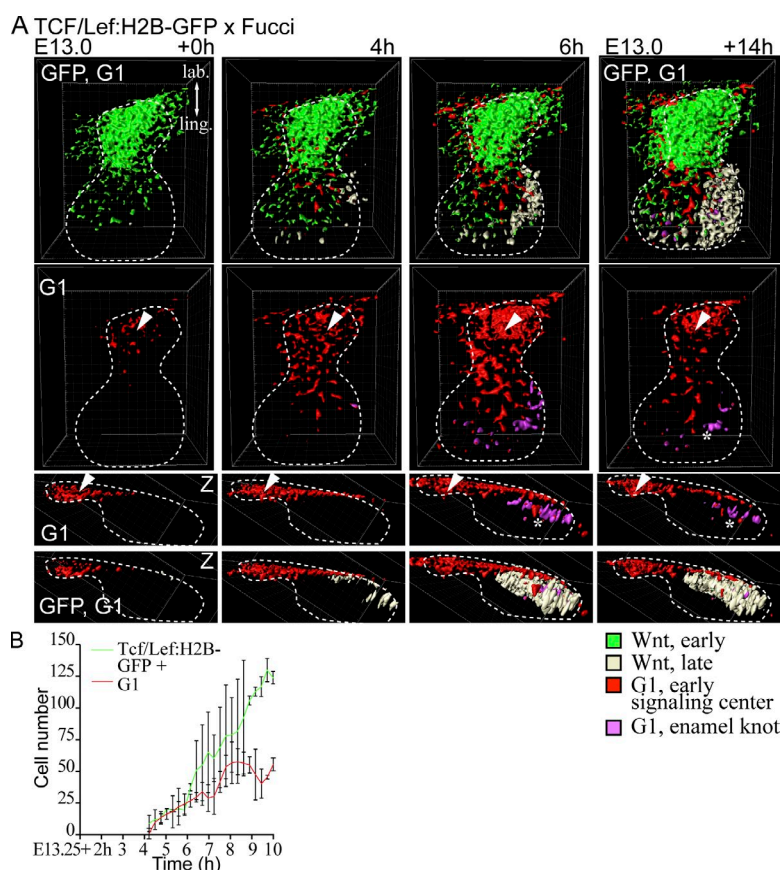 A TCF/Lef:H2B-GFP x Fucci
E13.0 +0h 4h 6h +14h
GFP, G1 lab. GFP, G1
ling.
G1
*
Z Z
G1 * *
GFP, G1
B
150
125
100
75
50
25
0
Cell number
Tcf/Lef:H2B-
GFP +
G1
E13.25+2h 3 4 5 6 7 8 9 10
Time (h)
Wnt, early
Wnt, late
G1, early
signaling center
G1, enamel knot